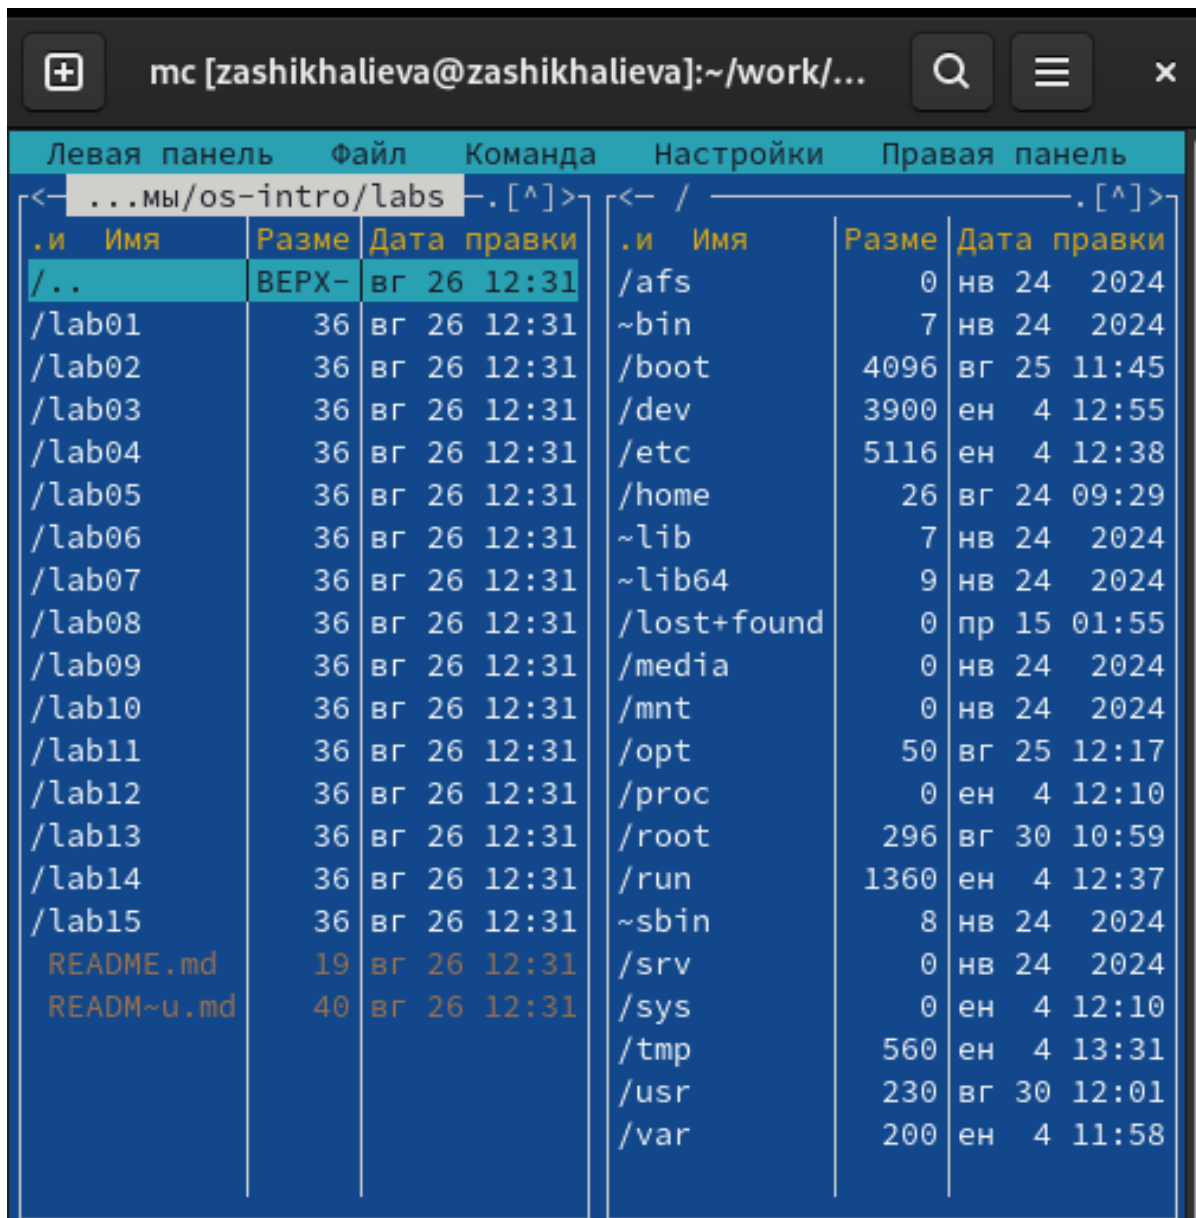 mc [zashikhalieva@zashikhalieva]:~/work/...
Левая панель Файл Команда Настройки Правая панель
<─ ...мы/os-intro/labs ─.[^]>
.и Имя Разме Дата правки
/.. ВЕРХ- вг 26 12:31
/lab01 36 вг 26 12:31
/lab02 36 вг 26 12:31
/lab03 36 вг 26 12:31
/lab04 36 вг 26 12:31
/lab05 36 вг 26 12:31
/lab06 36 вг 26 12:31
/lab07 36 вг 26 12:31
/lab08 36 вг 26 12:31
/lab09 36 вг 26 12:31
/lab10 36 вг 26 12:31
/lab11 36 вг 26 12:31
/lab12 36 вг 26 12:31
/lab13 36 вг 26 12:31
/lab14 36 вг 26 12:31
/lab15 36 вг 26 12:31
README.md 19 вг 26 12:31
READM~u.md 40 вг 26 12:31
<─ / ─.[^]>
.и Имя Разме Дата правки
/afs 0 нв 24 2024
~bin 7 нв 24 2024
/boot 4096 вг 25 11:45
/dev 3900 ен 4 12:55
/etc 5116 ен 4 12:38
/home 26 вг 24 09:29
~lib 7 нв 24 2024
~lib64 9 нв 24 2024
/lost+found 0 пр 15 01:55
/media 0 нв 24 2024
/mnt 0 нв 24 2024
/opt 50 вг 25 12:17
/proc 0 ен 4 12:10
/root 296 вг 30 10:59
/run 1360 ен 4 12:37
~sbin 8 нв 24 2024
/srv 0 нв 24 2024
/sys 0 ен 4 12:10
/tmp 560 ен 4 13:31
/usr 230 вг 30 12:01
/var 200 ен 4 11:58